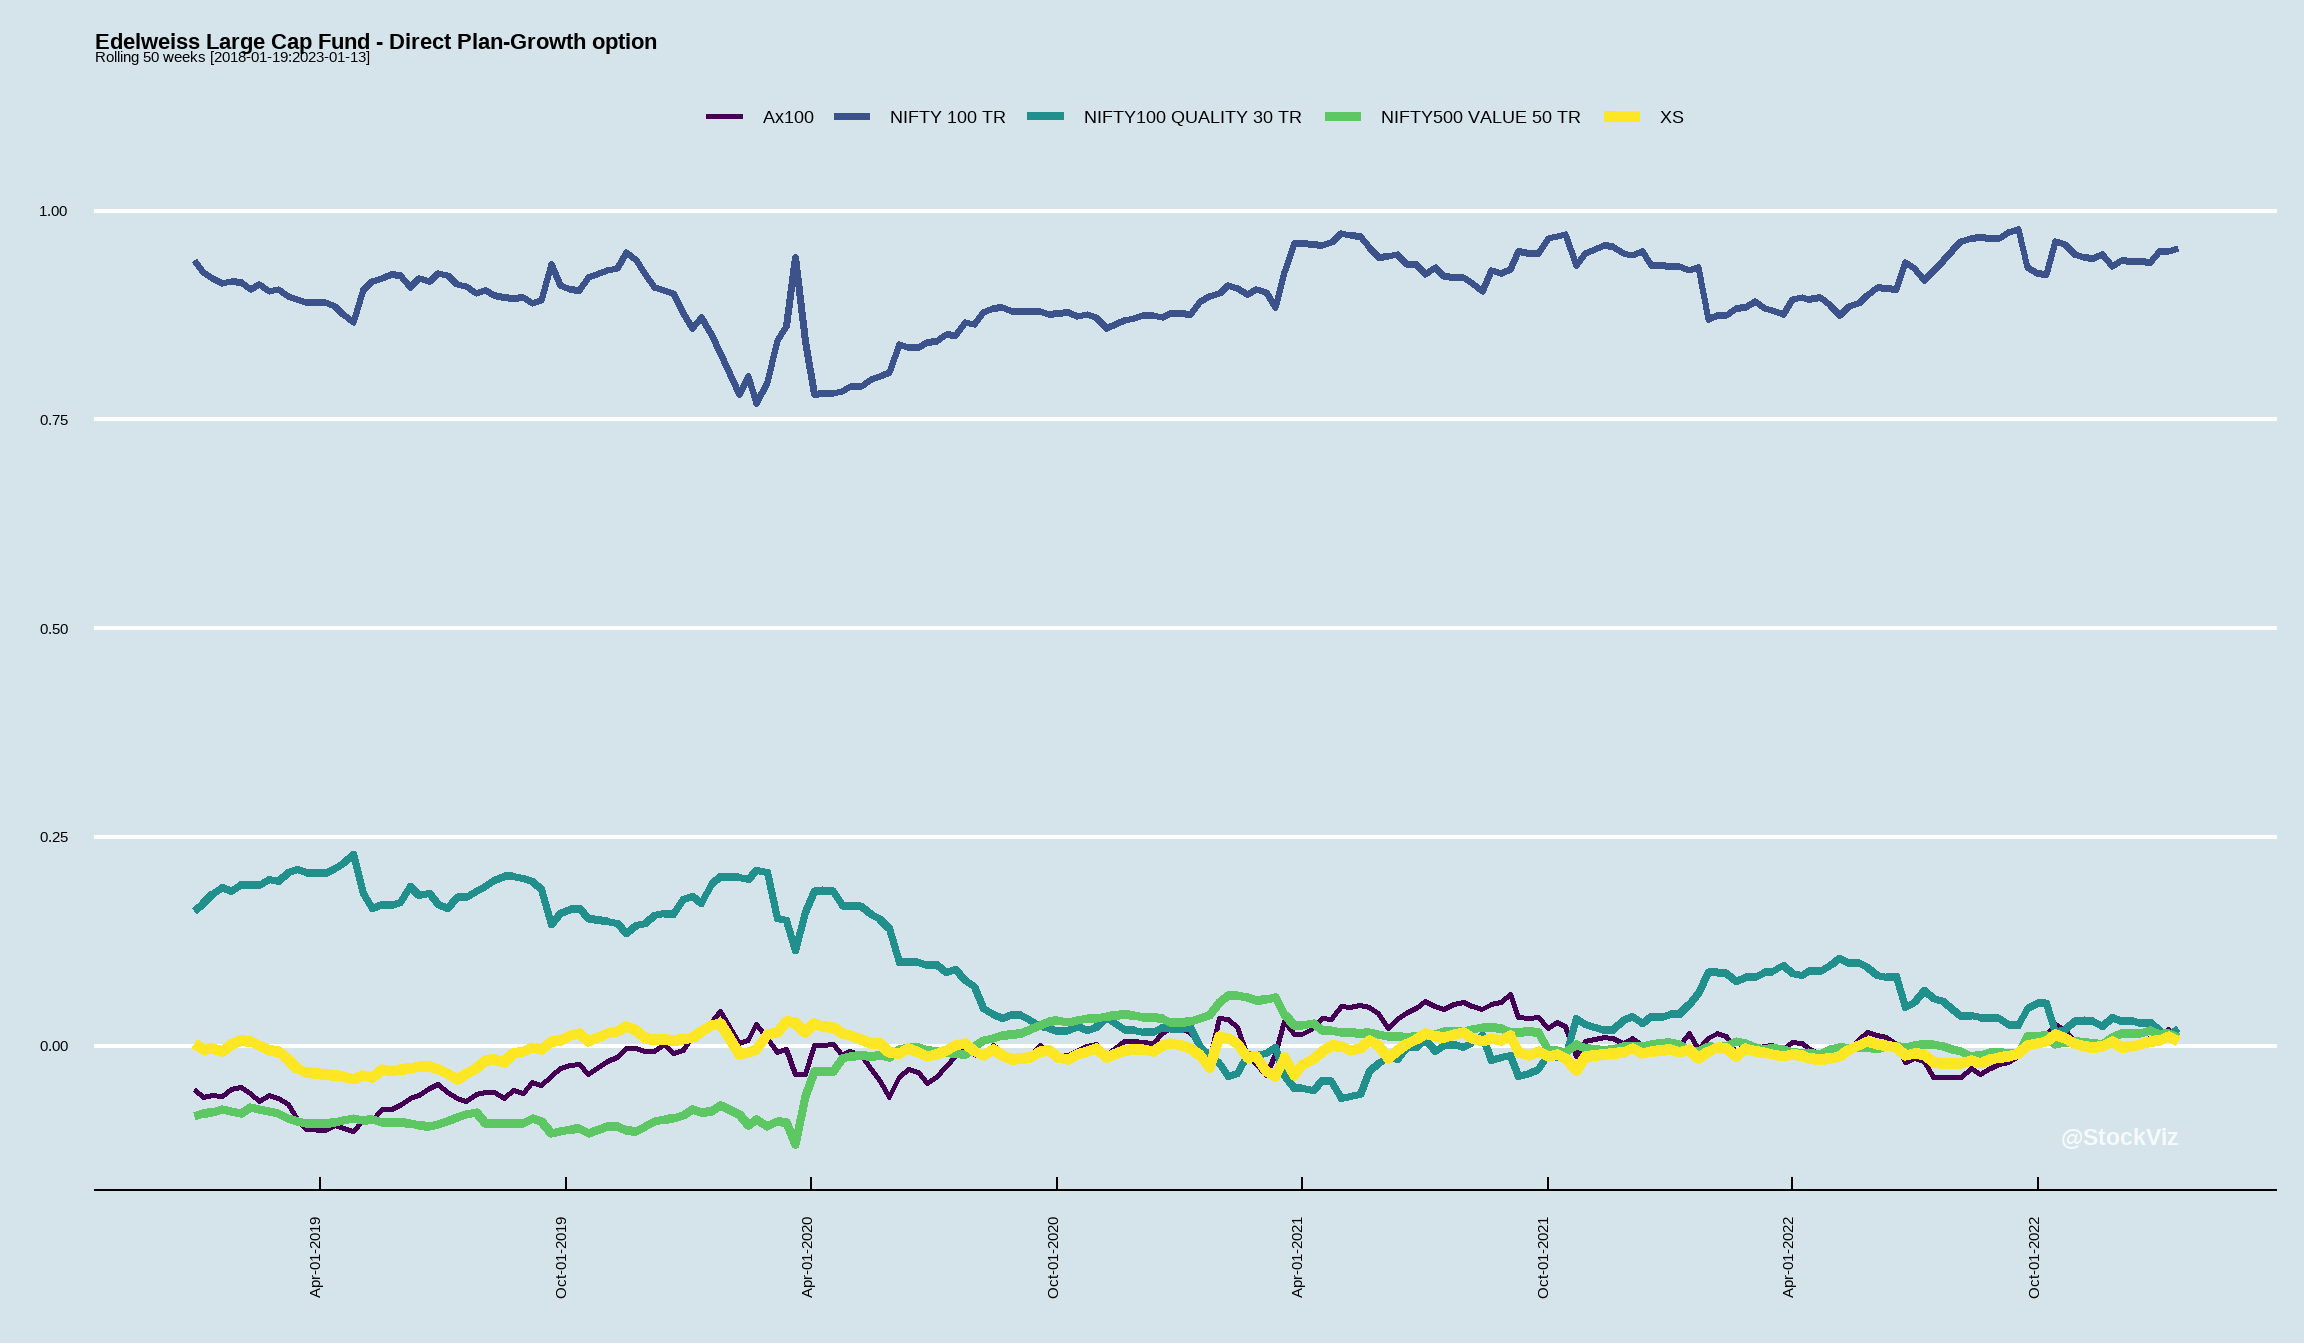 Edelweiss Large Cap Fund - Direct Plan-Growth option
Rolling 50 weeks [2018-01-19:2023-01-13]
Ax100 NIFTY 100 TR NIFTY100 QUALITY 30 TR NIFTY500 VALUE 50 TR XS
1.00
0.75
0.50
0.25
0.00
@StockViz
Apr-01-2019 Oct-01-2019 Apr-01-2020 Oct-01-2020 Apr-01-2021 Oct-01-2021 Apr-01-2022 Oct-01-2022